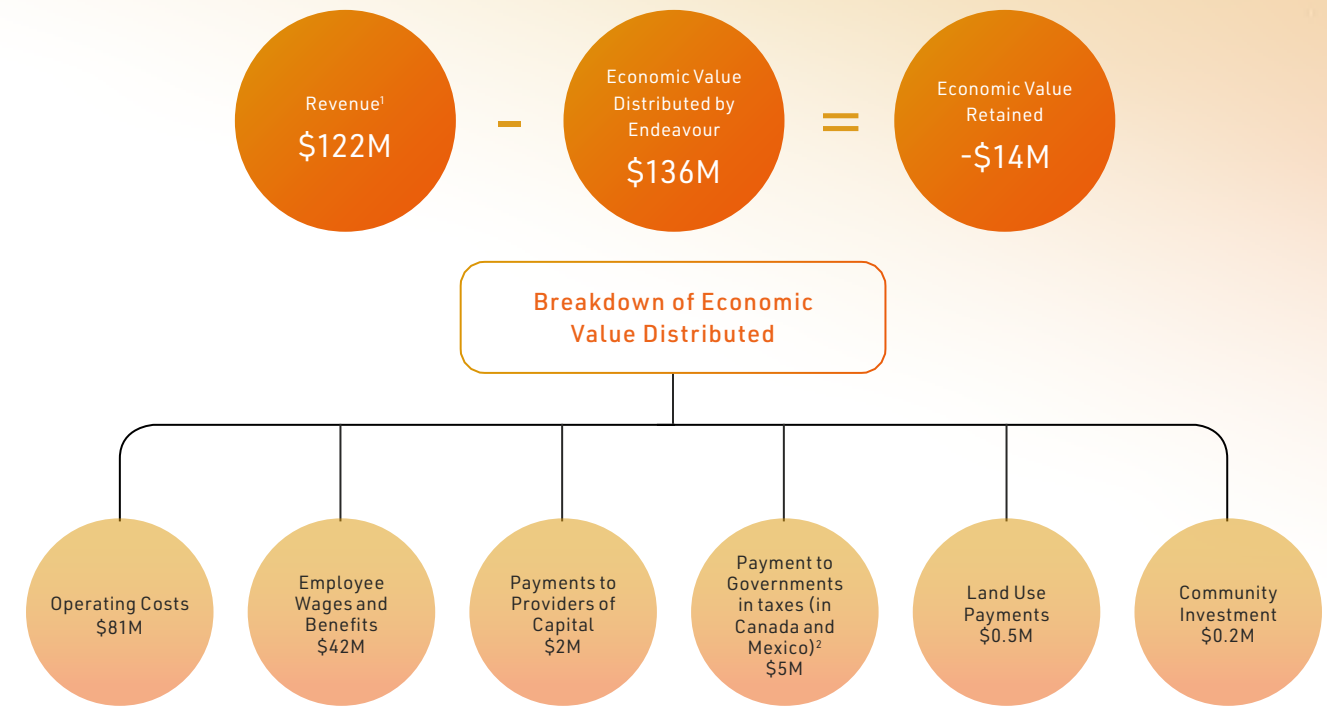 Revenue¹
$122M
-
Economic Value
Distributed by
Endeavour
$136M
=
Economic Value
Retained
-$14M
Breakdown of Economic
Value Distributed
Operating Costs
$81M
Employee
Wages and
Benefits
$42M
Payments to
Providers of
Capital
$2M
Payment to
Governments
in taxes (in
Canada and
Mexico)²
$5M
Land Use
Payments
$0.5M
Community
Investment
$0.2M